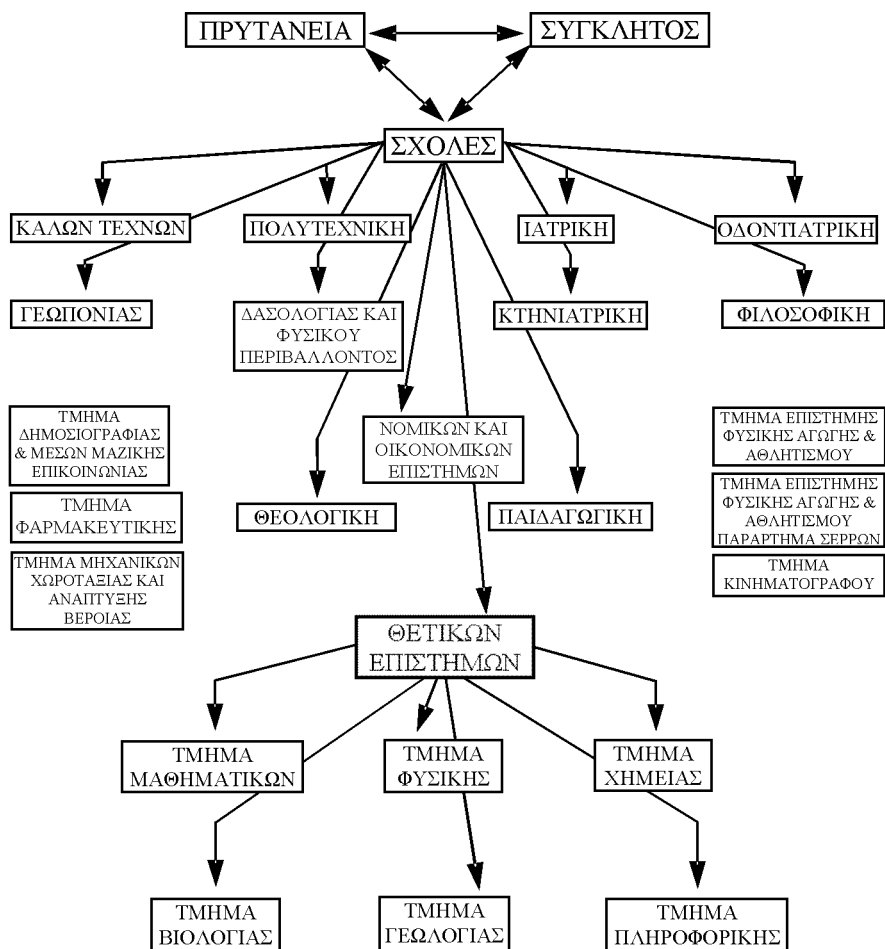 ΠΡΥΤΑΝΕΙΑ
ΣΥΓΚΛΗΤΟΣ
ΣΧΟΛΕΣ
ΚΑΛΩΝ ΤΕΧΝΩΝ
ΠΟΛΥΤΕΧΝΙΚΗ
ΙΑΤΡΙΚΗ
ΟΔΟΝΤΙΑΤΡΙΚΗ
ΓΕΩΠΟΝΙΑΣ
ΔΑΣΟΛΟΓΙΑΣ ΚΑΙ
ΦΥΣΙΚΟΥ
ΠΕΡΙΒΑΛΛΟΝΤΟΣ
ΚΤΗΝΙΑΤΡΙΚΗ
ΦΙΛΟΣΟΦΙΚΗ
ΤΜΗΜΑ
ΔΗΜΟΣΙΟΓΡΑΦΙΑΣ
& ΜΕΣΩΝ ΜΑΖΙΚΗΣ
ΕΠΙΚΟΙΝΩΝΙΑΣ
ΝΟΜΙΚΩΝ ΚΑΙ
ΟΙΚΟΝΟΜΙΚΩΝ
ΕΠΙΣΤΗΜΩΝ
ΤΜΗΜΑ ΕΠΙΣΤΗΜΗΣ
ΦΥΣΙΚΗΣ ΑΓΩΓΗΣ &
ΑΘΛΗΤΙΣΜΟΥ
ΤΜΗΜΑ
ΦΑΡΜΑΚΕΥΤΙΚΗΣ
ΘΕΟΛΟΓΙΚΗ
ΠΑΙΔΑΓΩΓΙΚΗ
ΤΜΗΜΑ ΕΠΙΣΤΗΜΗΣ
ΦΥΣΙΚΗΣ ΑΓΩΓΗΣ &
ΑΘΛΗΤΙΣΜΟΥ
ΠΑΡΑΡΤΗΜΑ ΣΕΡΡΩΝ
ΤΜΗΜΑ ΜΗΧΑΝΙΚΩΝ
ΧΩΡΟΤΑΞΙΑΣ ΚΑΙ
ΑΝΑΠΤΥΞΗΣ
ΒΕΡΟΙΑΣ
ΤΜΗΜΑ
ΚΙΝΗΜΑΤΟΓΡΑΦΟΥ
ΘΕΤΙΚΩΝ
ΕΠΙΣΤΗΜΩΝ
ΤΜΗΜΑ
ΜΑΘΗΜΑΤΙΚΩΝ
ΤΜΗΜΑ
ΦΥΣΙΚΗΣ
ΤΜΗΜΑ
ΧΗΜΕΙΑΣ
ΤΜΗΜΑ
ΒΙΟΛΟΓΙΑΣ
ΤΜΗΜΑ
ΓΕΩΛΟΓΙΑΣ
ΤΜΗΜΑ
ΠΛΗΡΟΦΟΡΙΚΗΣ